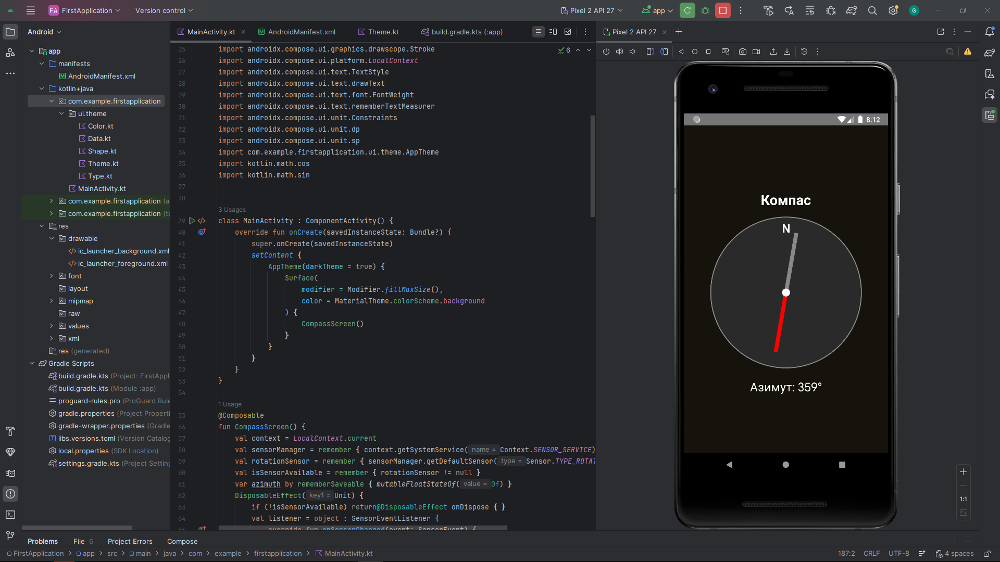 FA FirstApplication Version control Pixel 2 API 27 app G
Android
app
manifests
AndroidManifest.xml
kotlin+java
com.example.firstapplication
ui.theme
Color.kt
Data.kt
Shape.kt
Theme.kt
Type.kt
MainActivity.kt
com.example.firstapplication (a
com.example.firstapplication (te
res
drawable
ic_launcher_background.xml
ic_launcher_foreground.xml
font
layout
mipmap
raw
values
xml
res (generated)
Gradle Scripts
build.gradle.kts (Project: FirstAppl
build.gradle.kts (Module :app)
proguard-rules.pro (ProGuard Rule
gradle.properties (Project Properti
gradle-wrapper.properties (Gradle
libs.versions.toml (Version Catalog
local.properties (SDK Location)
settings.gradle.kts (Project Setting
MainActivity.kt AndroidManifest.xml Theme.kt build.gradle.kts (:app)
6
25 import androidx.compose.ui.graphics.drawscope.Stroke
26 import androidx.compose.ui.platform.LocalContext
27 import androidx.compose.ui.text.TextStyle
28 import androidx.compose.ui.text.drawText
29 import androidx.compose.ui.text.font.FontWeight
30 import androidx.compose.ui.text.rememberTextMeasurer
31 import androidx.compose.ui.unit.Constraints
32 import androidx.compose.ui.unit.dp
33 import androidx.compose.ui.unit.sp
34 import com.example.firstapplication.ui.theme.AppTheme
35 import kotlin.math.cos
36 import kotlin.math.sin
37
38
3 Usages
39 class MainActivity : ComponentActivity() {
40 override fun onCreate(savedInstanceState: Bundle?) {
41 super.onCreate(savedInstanceState)
42 setContent {
43 AppTheme(darkTheme = true) {
44 Surface(
45 modifier = Modifier.fillMaxSize(),
46 color = MaterialTheme.colorScheme.background
47 ) {
48 CompassScreen()
49 }
50 }
51 }
52 }
53 }
54
1 Usage
55 @Composable
56 fun CompassScreen() {
57 val context = LocalContext.current
58 val sensorManager = remember { context.getSystemService( name = Context.SENSOR_SERVICE)
59 val rotationSensor = remember { sensorManager.getDefaultSensor( type = Sensor.TYPE_ROTAT
60 val isSensorAvailable = remember { rotationSensor != null }
61 var azimuth by rememberSaveable { mutableFloatStateOf( value = 0f) }
62 DisposableEffect( key1 = Unit) {
63 if (!isSensorAvailable) return@DisposableEffect onDispose { }
64 val listener = object : SensorEventListener {
65 override fun onSensorChanged(event: SensorEvent) {
Pixel 2 API 27
8:12
Компас
N
Азимут: 359°
1:1
Problems File 6 Project Errors Compose
FirstApplication > app > src > main > java > com > example > firstapplication > MainActivity.kt
187:2 CRLF UTF-8 4 spaces